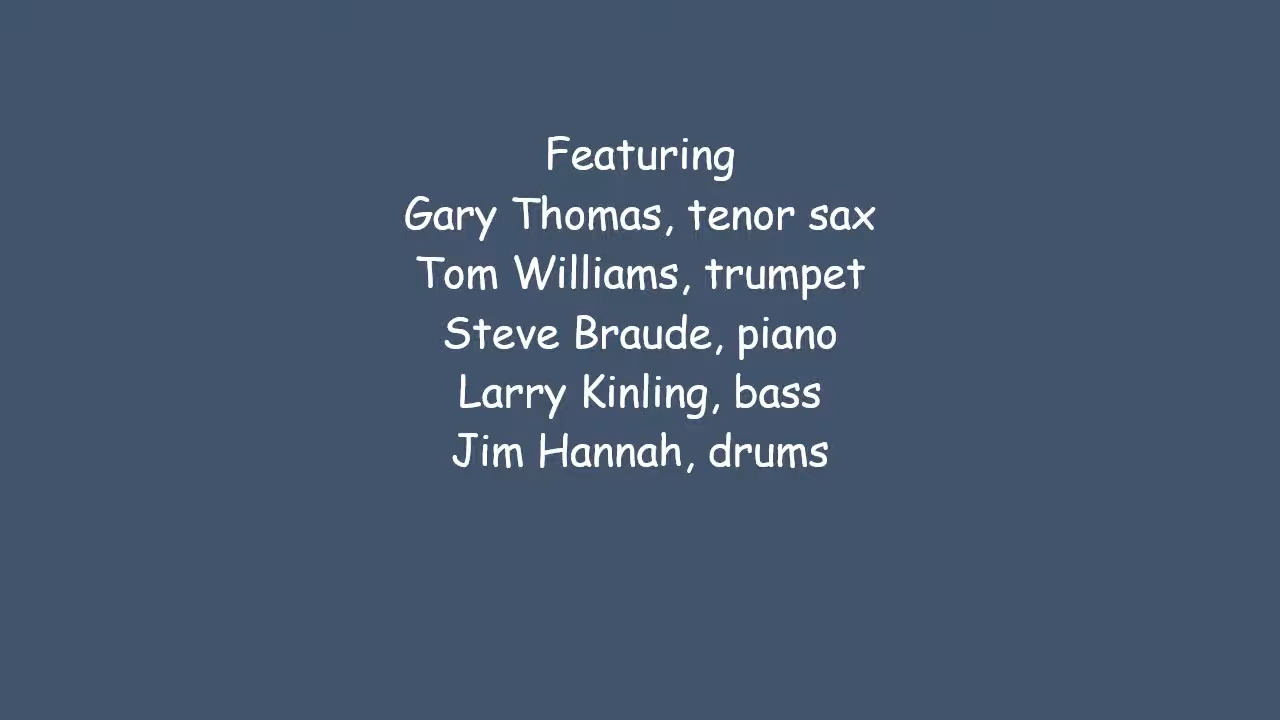 Featuring
Gary Thomas, tenor sax
Tom Williams, trumpet
Steve Braude, piano
Larry Kinling, bass
Jim Hannah, drums